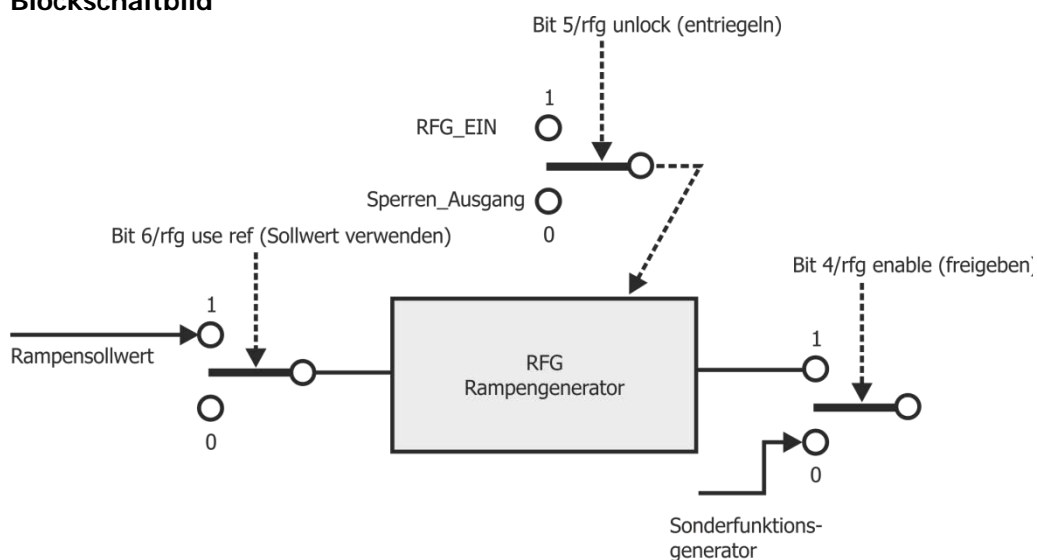 Blockschaltbild
Bit 5/rfg unlock (entriegeln)
1
RFG_EIN
Sperren_Ausgang
0
Bit 6/rfg use ref (Sollwert verwenden)
Bit 4/rfg enable (freigeben)
1
Rampensollwert
0
RFG
Rampengenerator
1
0
Sonderfunktions-
generator